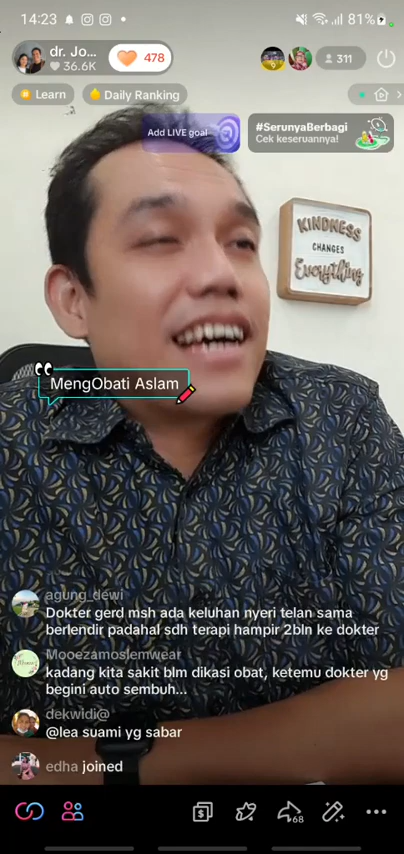 14:23
81%
dr. Jo...
36.6K
478
311
Learn
Daily Ranking
Add LIVE goal
#SerunyaBerbagi
Cek keseruannya!
KINDNESS
CHANGES
Everything
MengObati Aslam
agung_dewi
Dokter gerd msh ada keluhan nyeri telan sama
berlendir padahal sdh terapi hampir 2bln ke dokter
Mooezamoslemwear
kadang kita sakit blm dikasi obat, ketemu dokter yg
begini auto sembuh...
dekwidi@
@lea suami yg sabar
edha joined
68